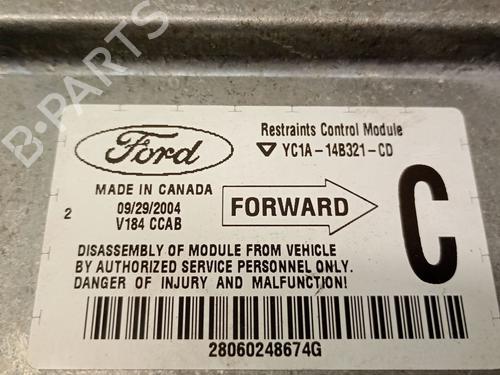 B-PARTS
Ford
Restraints Control Module
YC1A-14B321-CD
MADE IN CANADA
09/29/2004
V184 CCAB
2
FORWARD
C
DISASSEMBLY OF MODULE FROM VEHICLE
BY AUTHORIZED SERVICE PERSONNEL ONLY.
DANGER OF INJURY AND MALFUNCTION!
28060248674G